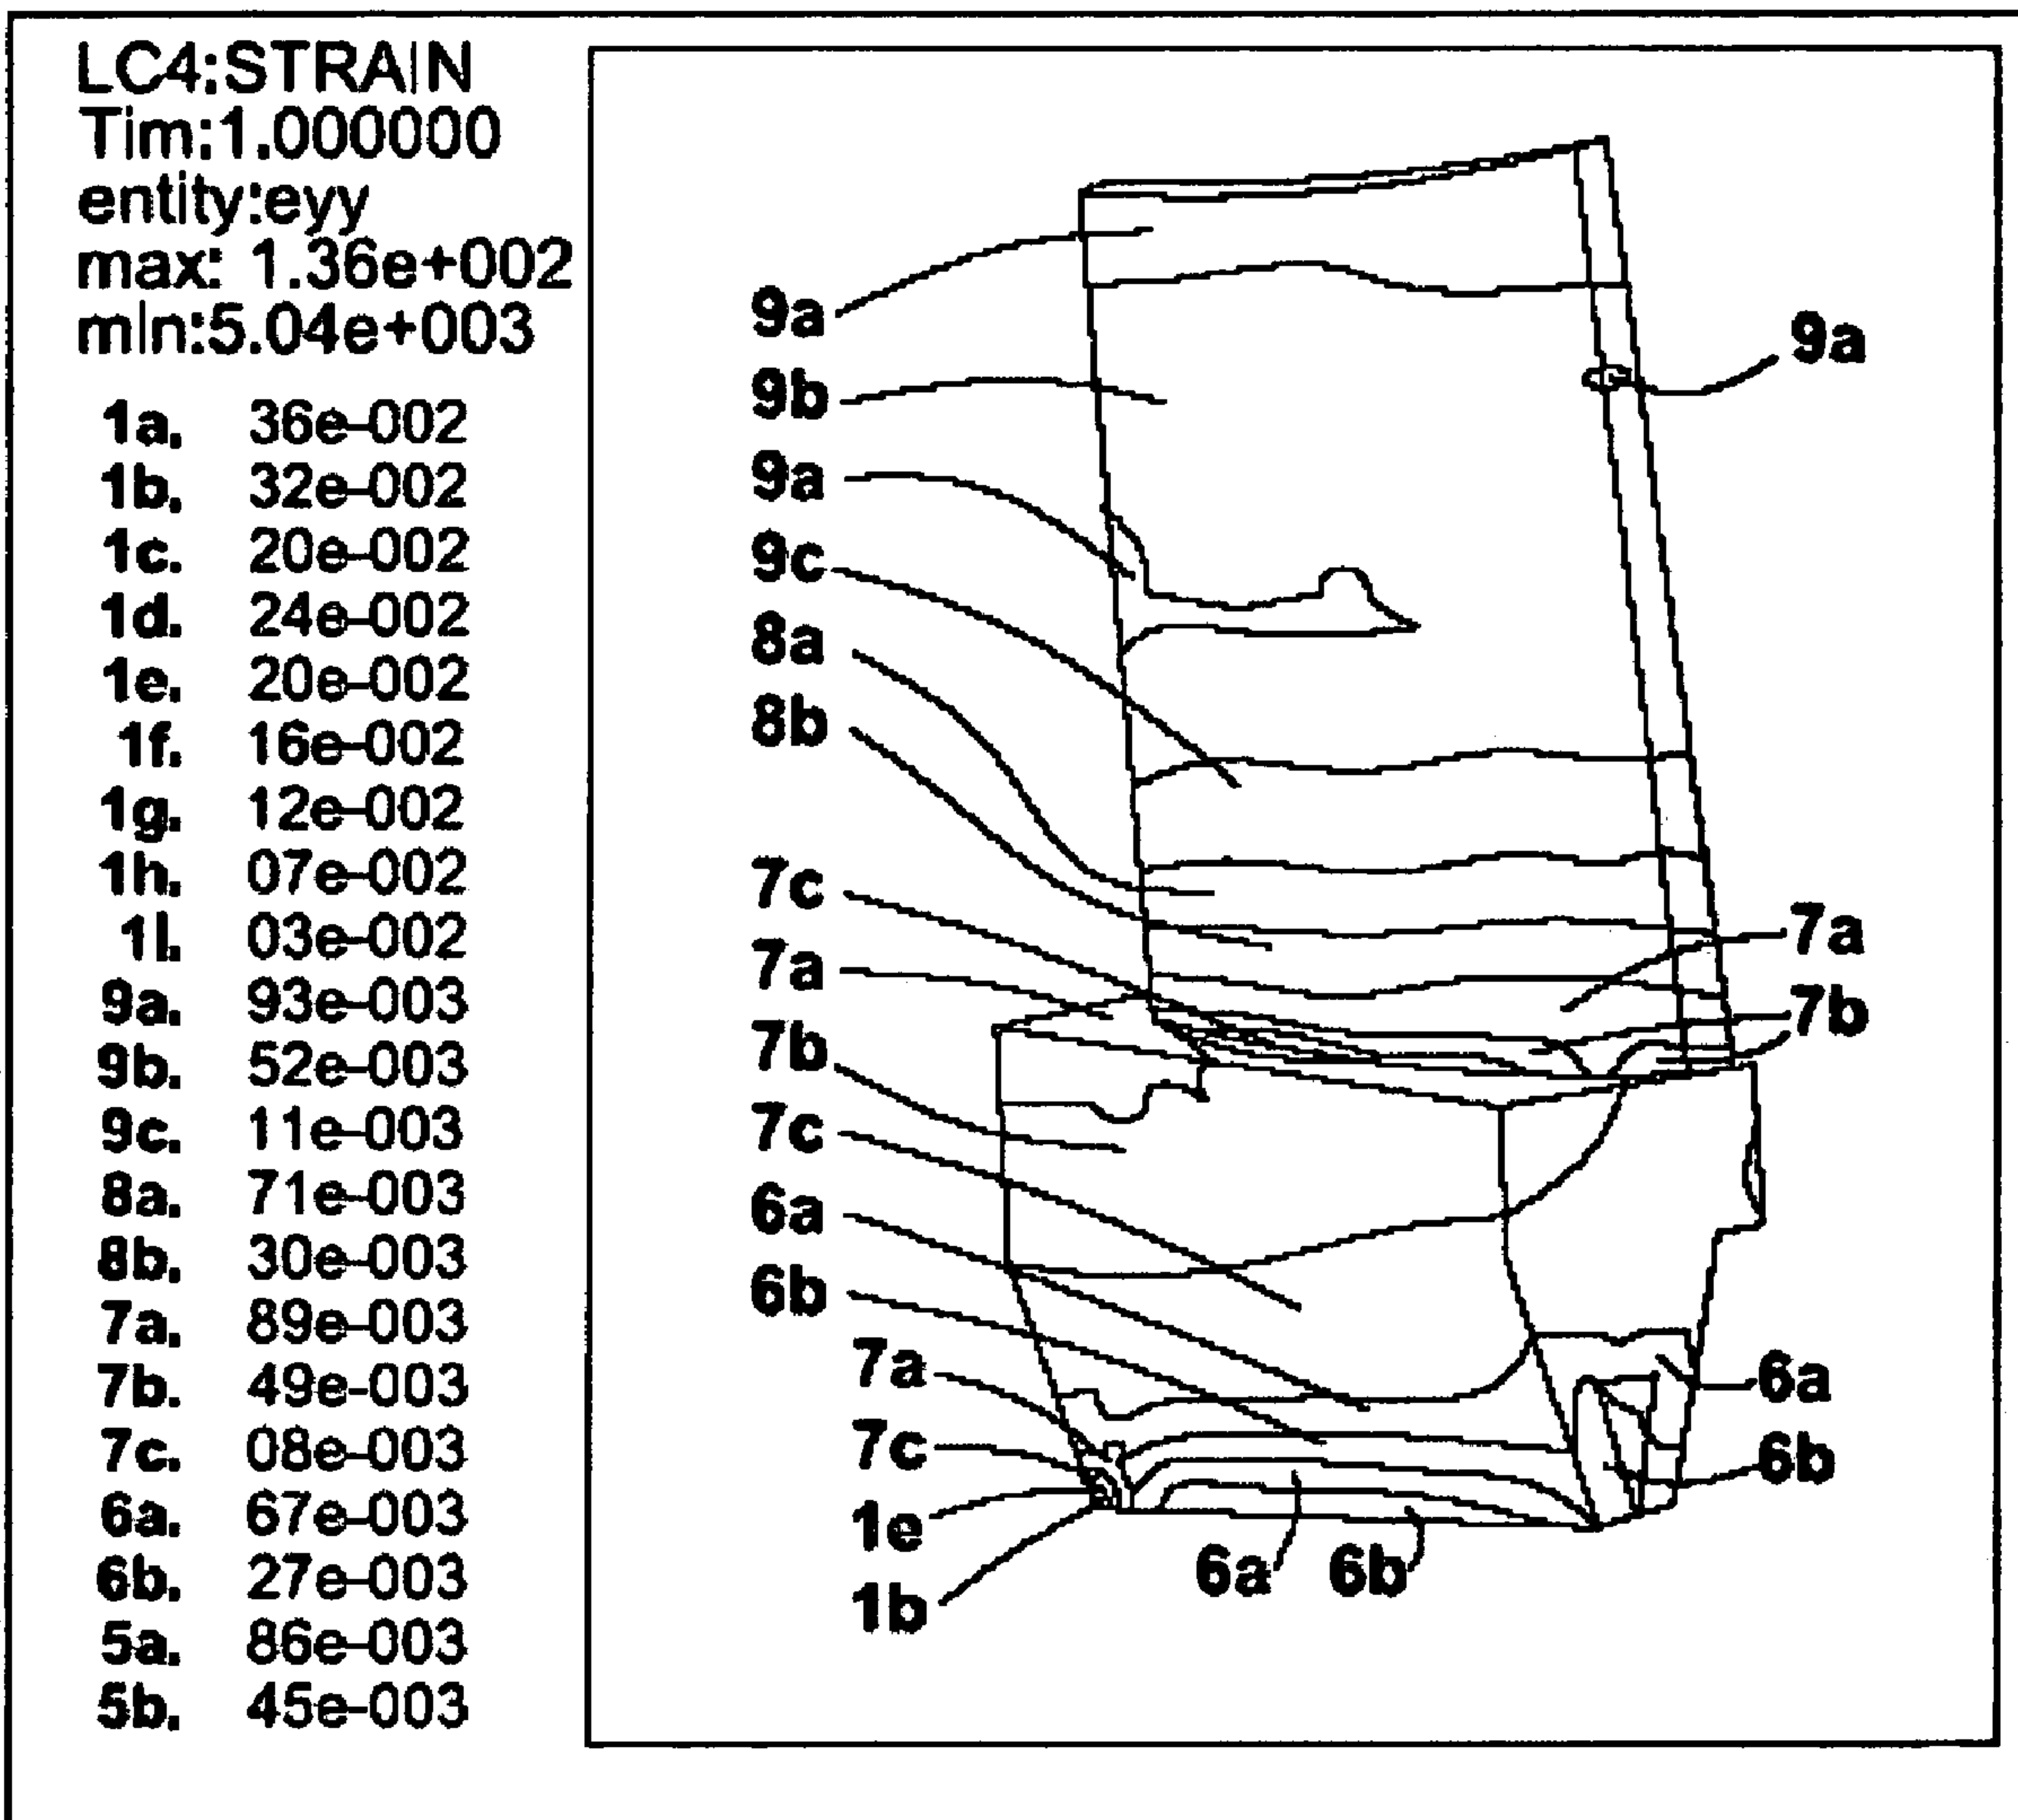 LC4:STRAIN
Tim:1.000000
entity:eyy
max: 1.36e+002
min:5.04e+003
1a. 36e-002
1b. 32e-002
1c. 20e-002
1d. 24e-002
1e. 20e-002
1f. 16e-002
1g. 12e-002
1h. 07e-002
1l. 03e-002
9a. 93e-003
9b. 52e-003
9c. 11e-003
8a. 71e-003
8b. 30e-003
7a. 89e-003
7b. 49e-003
7c. 08e-003
6a. 67e-003
6b. 27e-003
5a. 86e-003
5b. 45e-003
9a
9b
9a
9c
8a
8b
7c
7a
7b
7c
6a
6b
7a
7c
1e
1b
6a 6b
9a
7a
7b
6a
6b